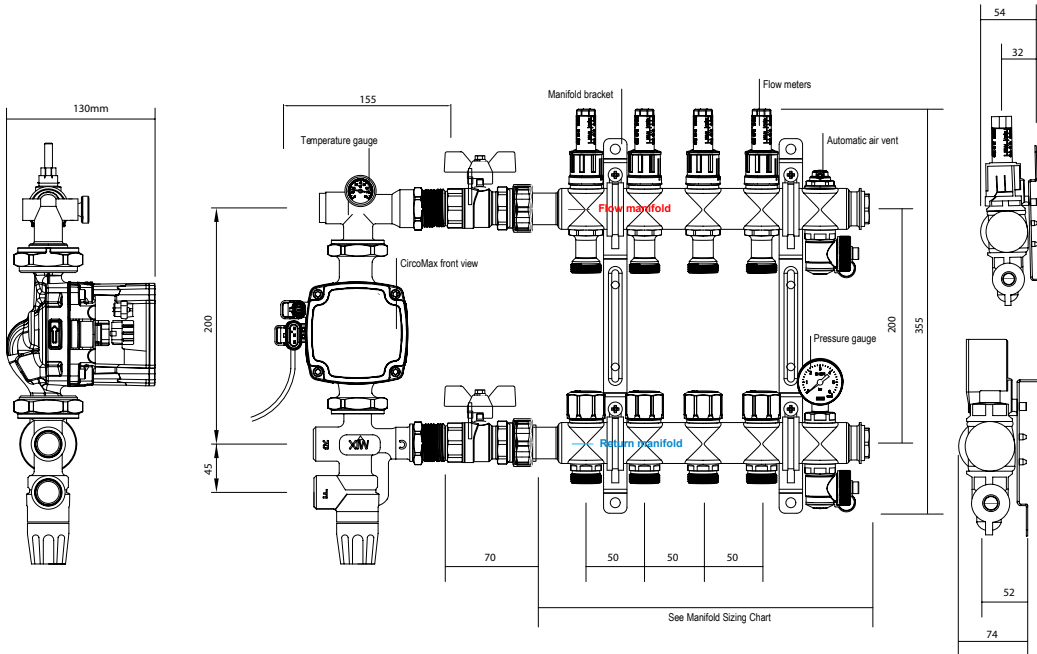 54
32
130mm
155
Manifold bracket
Flow meters
Temperature gauge
Automatic air vent
Flow manifold
CircoMax front view
200
200
355
Pressure gauge
Return manifold
MIX
45
70
50
50
50
See Manifold Sizing Chart
52
74